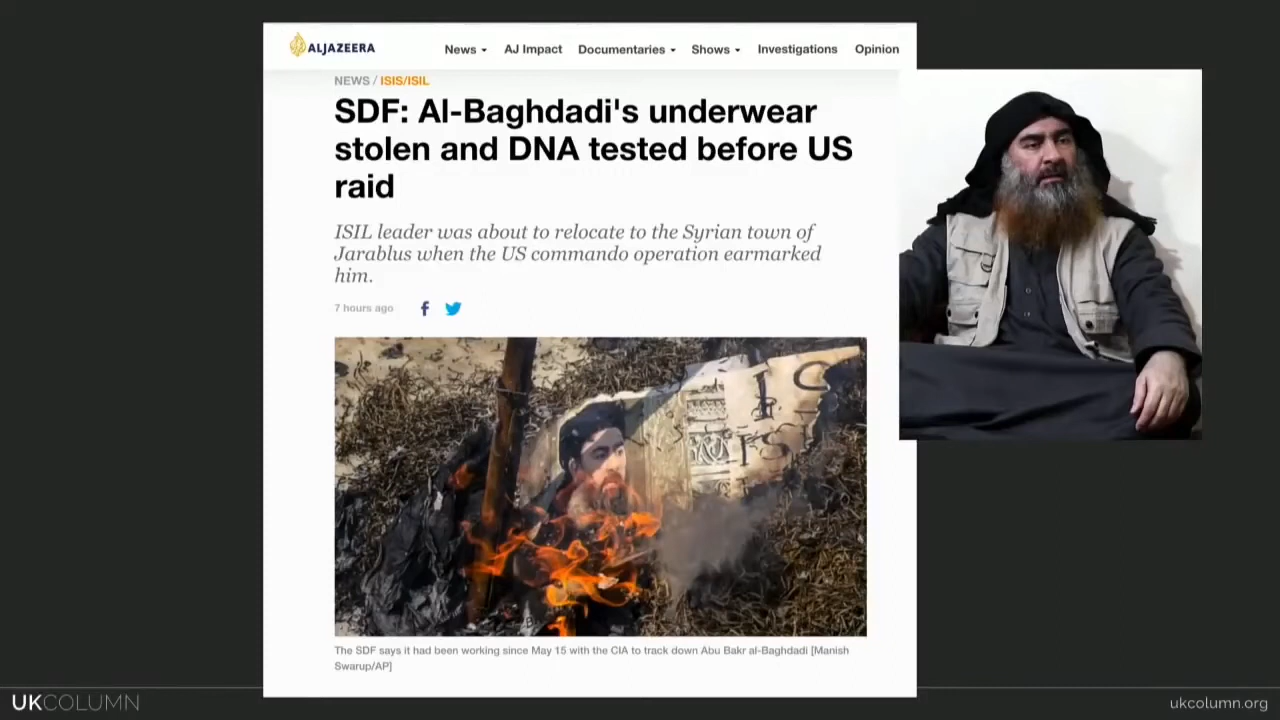 ALJAZEERA
News AJ Impact Documentaries Shows Investigations Opinion
NEWS / ISIS/ISIL
SDF: Al-Baghdadi's underwear
stolen and DNA tested before US
raid
ISIL leader was about to relocate to the Syrian town of
Jarablus when the US commando operation earmarked
him.
7 hours ago
IS
The SDF says it had been working since May 15 with the CIA to track down Abu Bakr al-Baghdadi [Manish
Swarup/AP]
UKCOLUMN
ukcolumn.org